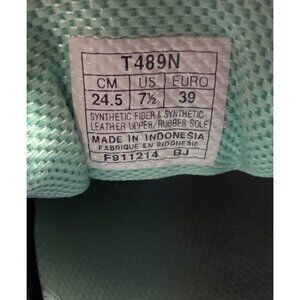 T489N
CM US EURO
24.5 7½ 39
SYNTHETIC FIBER & SYNTHETIC
LEATHER UPPER/RUBBER SOLE
MADE IN INDONESIA
FABRIQUE EN INDONESIE
F911214 BJ